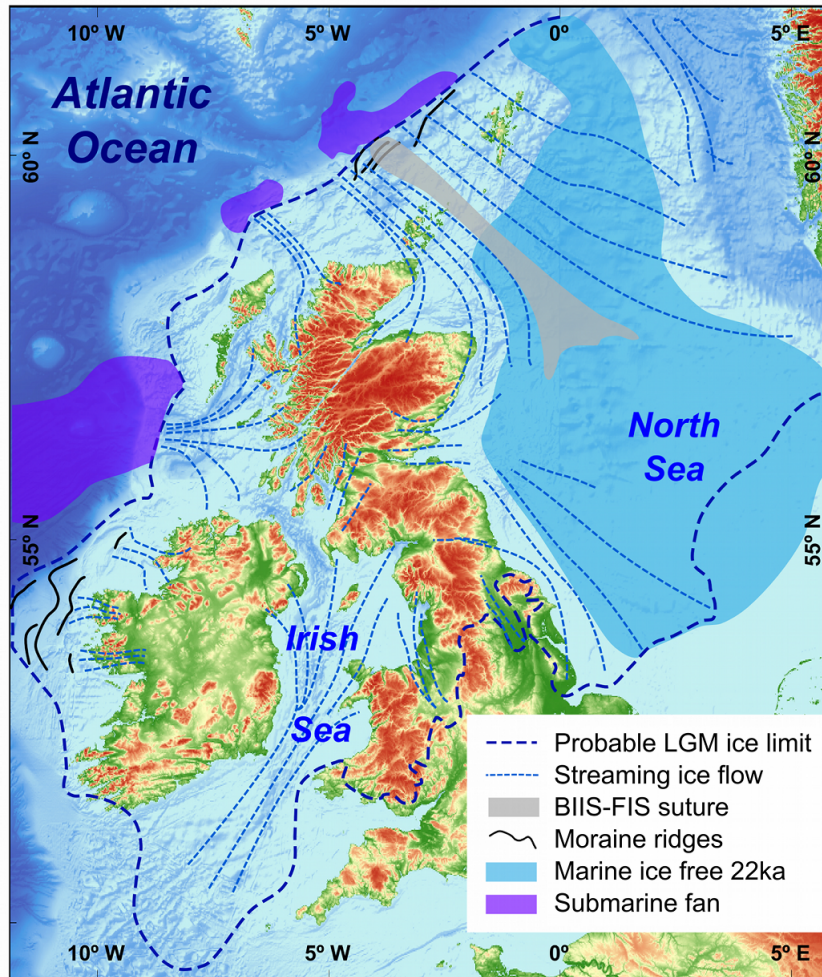 10º W
5º W
0º
5º E
Atlantic
Ocean
60º N
60º N
North
Sea
55º N
55º N
Irish
Sea
Probable LGM ice limit
Streaming ice flow
BIIS-FIS suture
Moraine ridges
Marine ice free 22ka
Submarine fan
10º W
5º W
0º
5º E